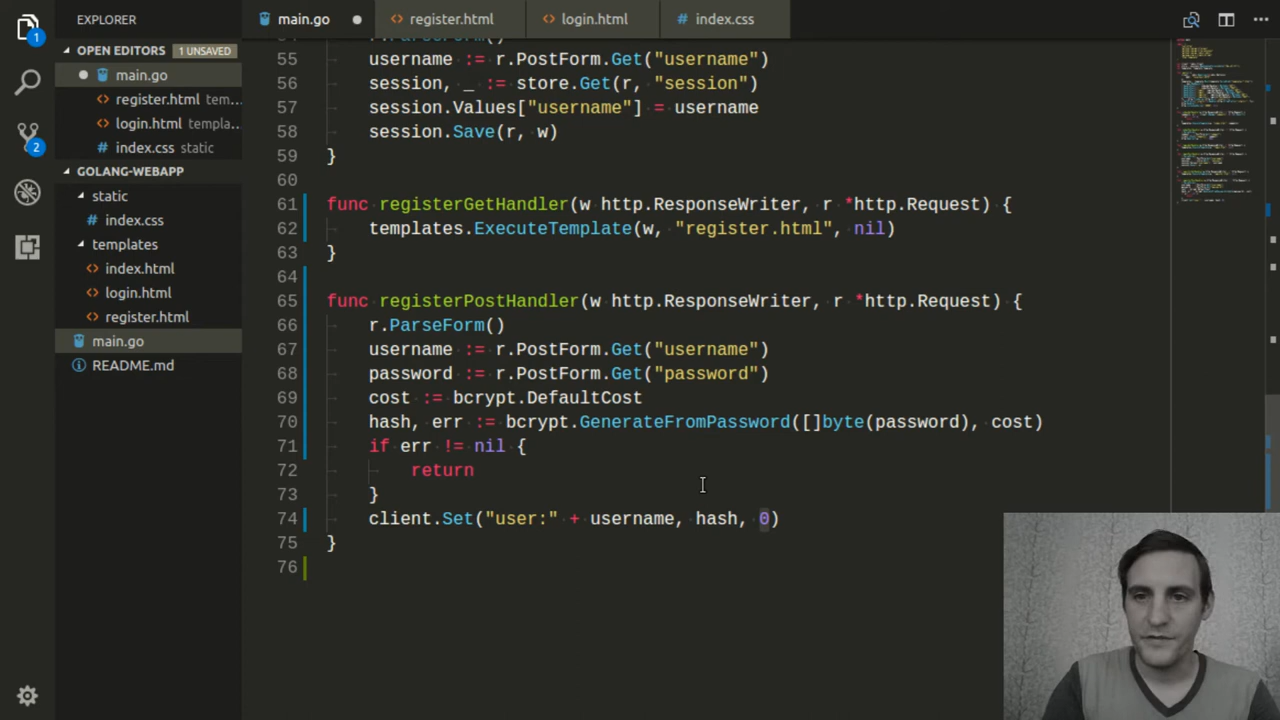 main.go
register.html
login.html
index.css
EXPLORER
OPEN EDITORS 1 UNSAVED
main.go
register.html tem...
login.html templa...
index.css static
GOLANG-WEBAPP
static
index.css
templates
index.html
login.html
register.html
main.go
README.md
1
2
55 username := r.PostForm.Get("username")
56 session, _ := store.Get(r, "session")
57 session.Values["username"] = username
58 session.Save(r, w)
59 }
60
61 func registerGetHandler(w http.ResponseWriter, r *http.Request) {
62 templates.ExecuteTemplate(w, "register.html", nil)
63 }
64
65 func registerPostHandler(w http.ResponseWriter, r *http.Request) {
66 r.ParseForm()
67 username := r.PostForm.Get("username")
68 password := r.PostForm.Get("password")
69 cost := bcrypt.DefaultCost
70 hash, err := bcrypt.GenerateFromPassword([]byte(password), cost)
71 if err != nil {
72 return
73 }
74 client.Set("user:" + username, hash, 0)
75 }
76